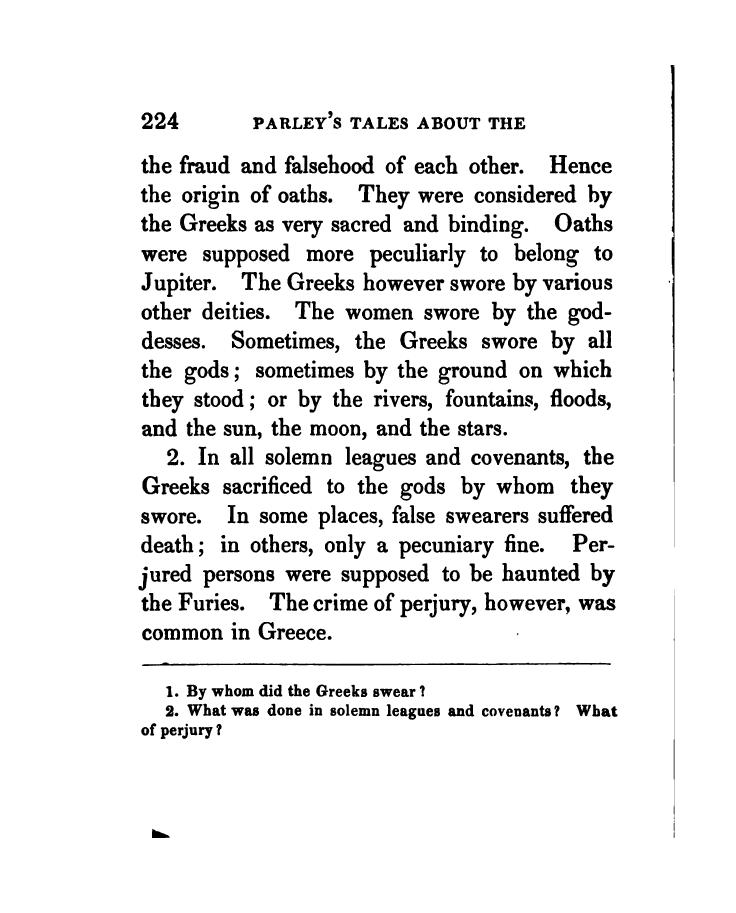 224 PARLEY'S TALES ABOUT THE
the fraud and falsehood of each other. Hence
the origin of oaths. They were considered by
the Greeks as very sacred and binding. Oaths
were supposed more peculiarly to belong to
Jupiter. The Greeks however swore by various
other deities. The women swore by the god-
desses. Sometimes, the Greeks swore by all
the gods; sometimes by the ground on which
they stood; or by the rivers, fountains, floods,
and the sun, the moon, and the stars.
2. In all solemn leagues and covenants, the
Greeks sacrificed to the gods by whom they
swore. In some places, false swearers suffered
death; in others, only a pecuniary fine. Per-
jured persons were supposed to be haunted by
the Furies. The crime of perjury, however, was
common in Greece.
1. By whom did the Greeks swear?
2. What was done in solemn leagues and covenants? What
of perjury?